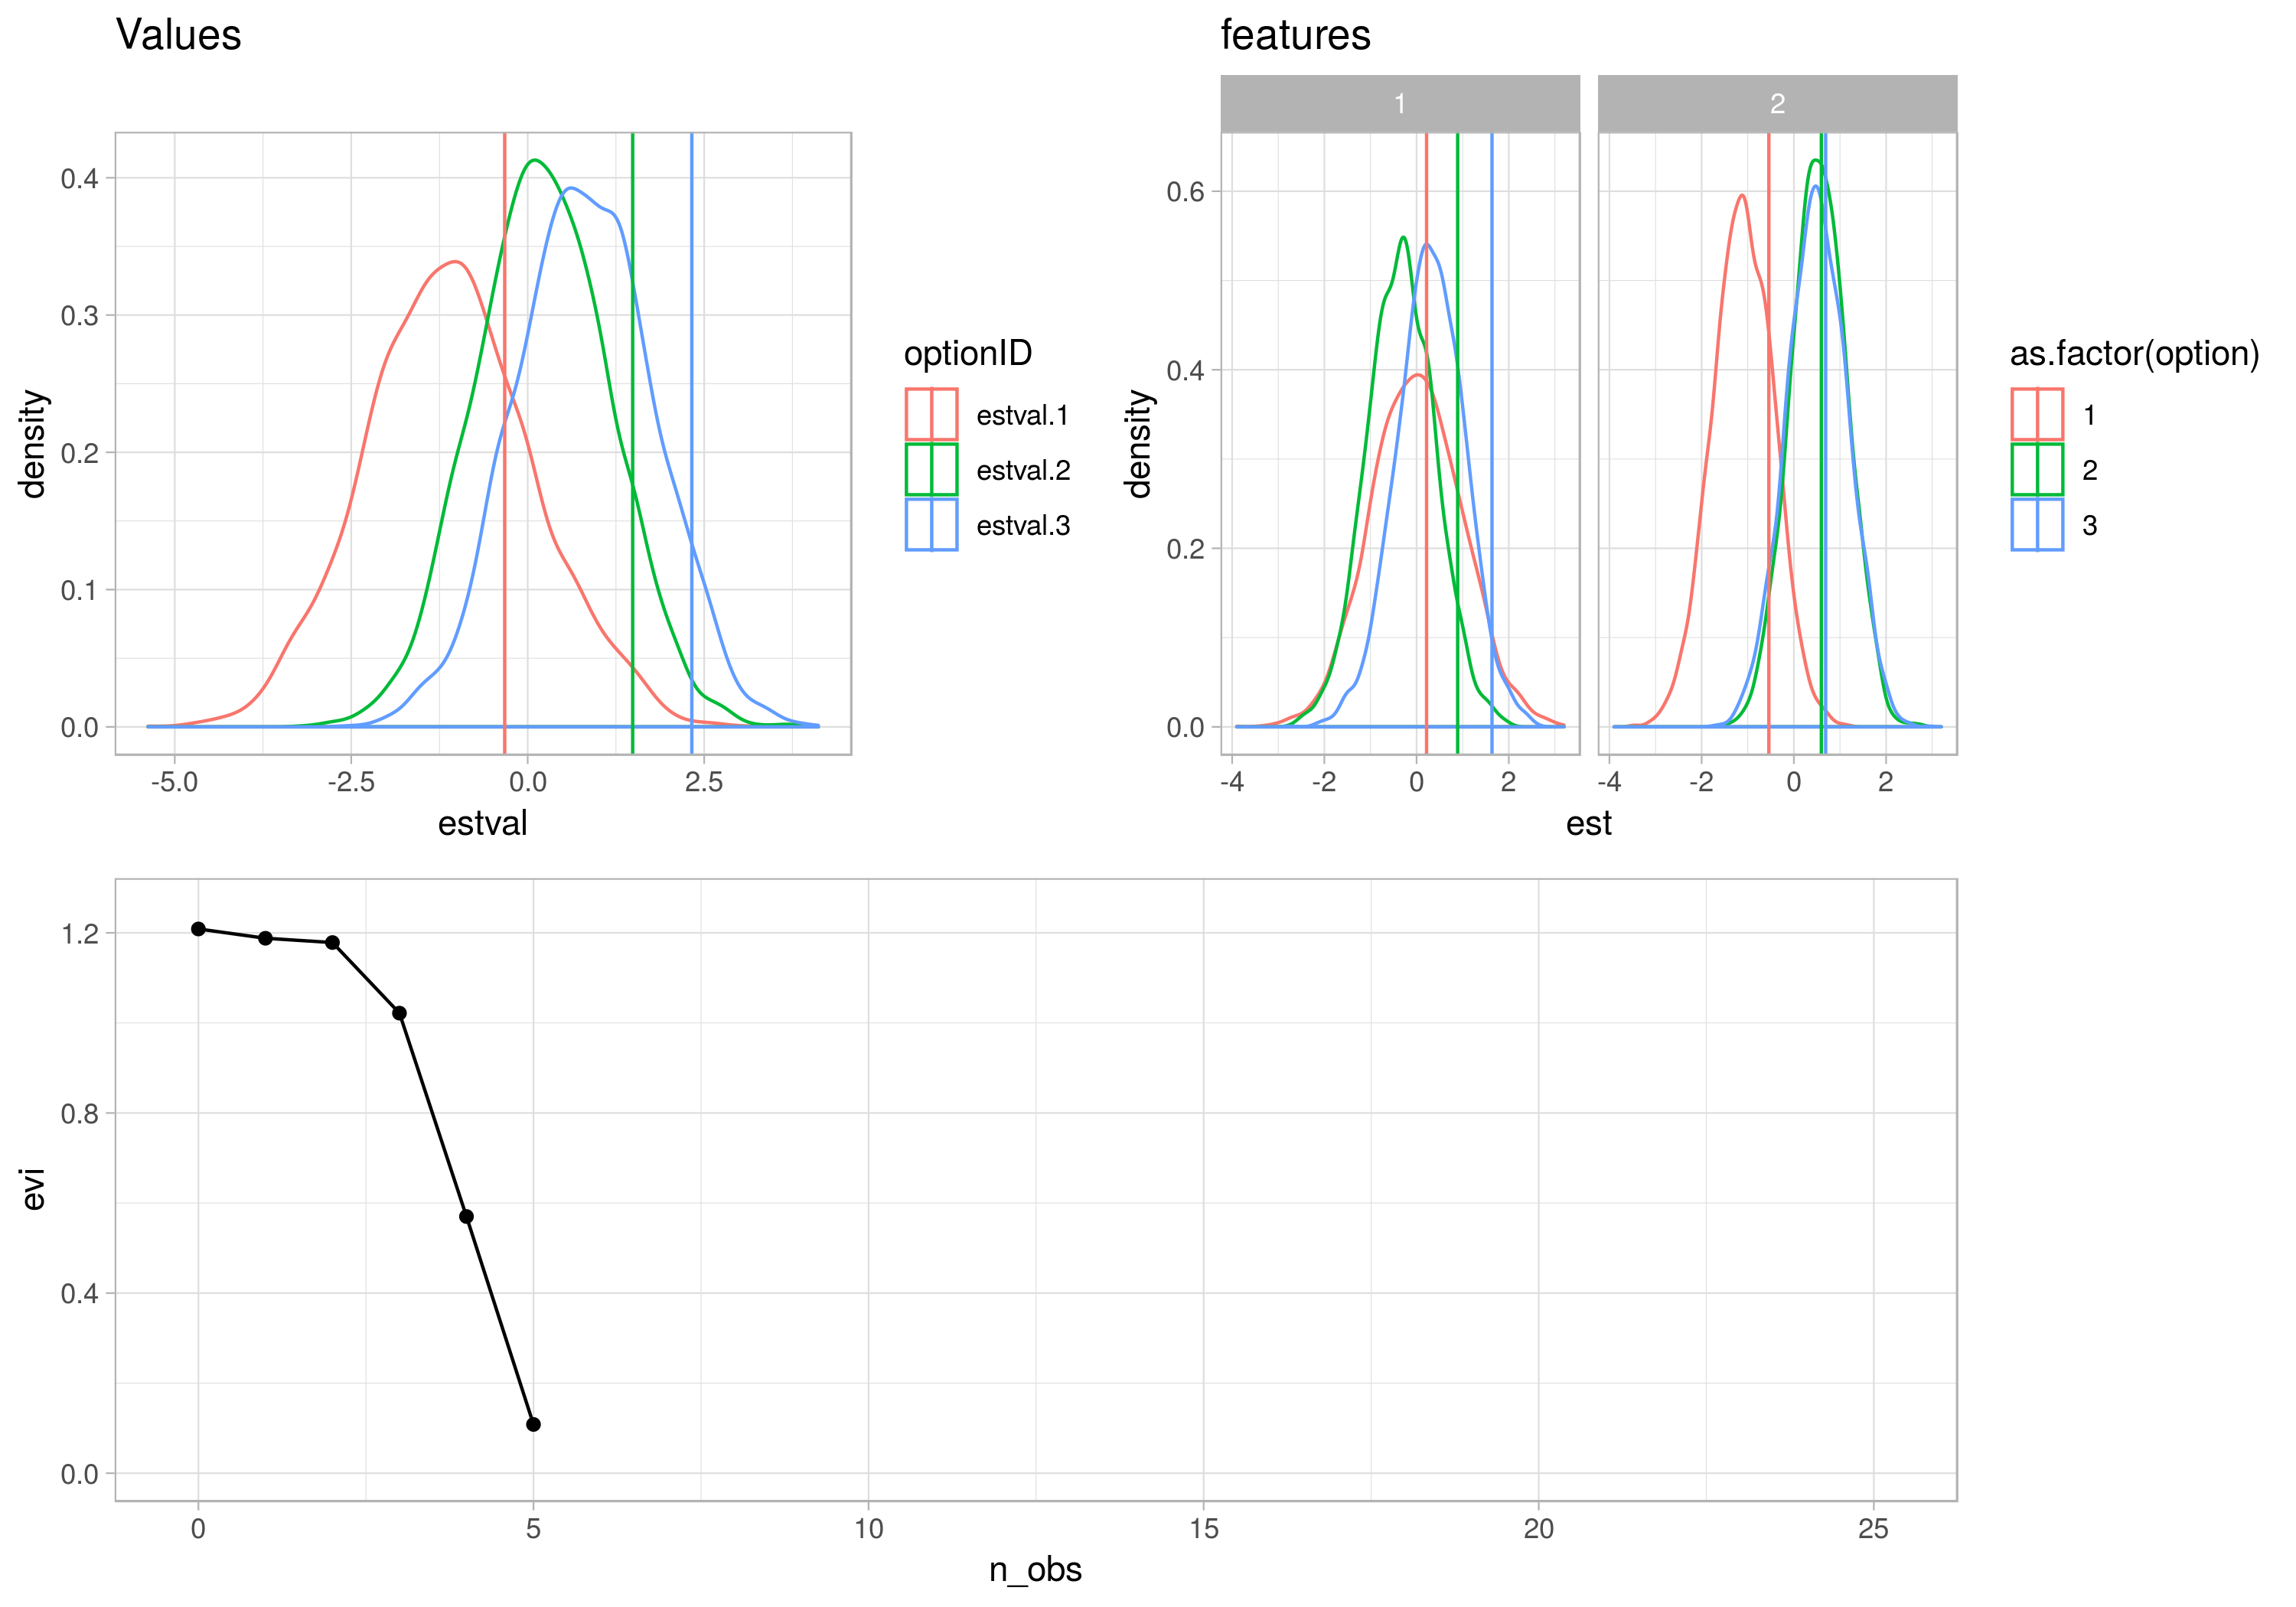 Values
0.4
0.3
0.2
0.1
0.0
density
-5.0 -2.5 0.0 2.5
estval
optionID
estval.1
estval.2
estval.3
features
1 2
0.6
0.4
0.2
0.0
density
-4 -2 0 2 -4 -2 0 2
est
as.factor(option)
1
2
3
1.2
0.8
0.4
0.0
evi
0 5 10 15 20 25
n_obs